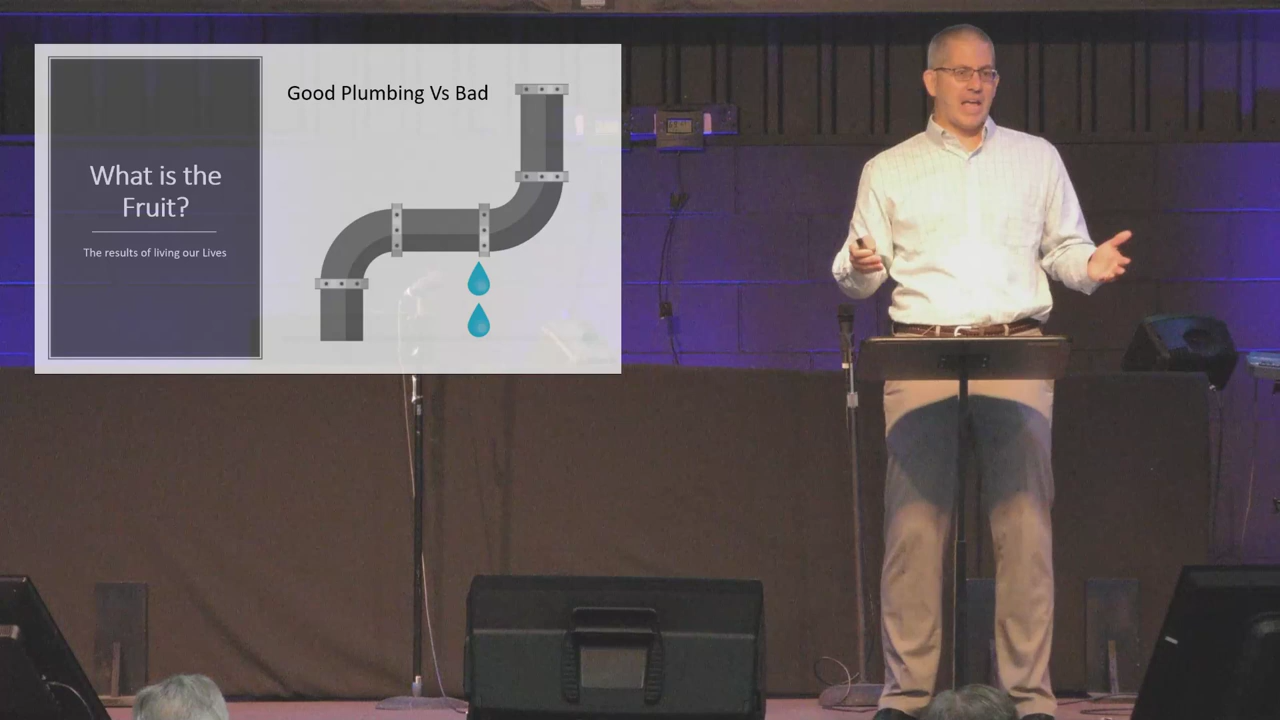 What is the
Fruit?
The results of living our Lives
Good Plumbing Vs Bad